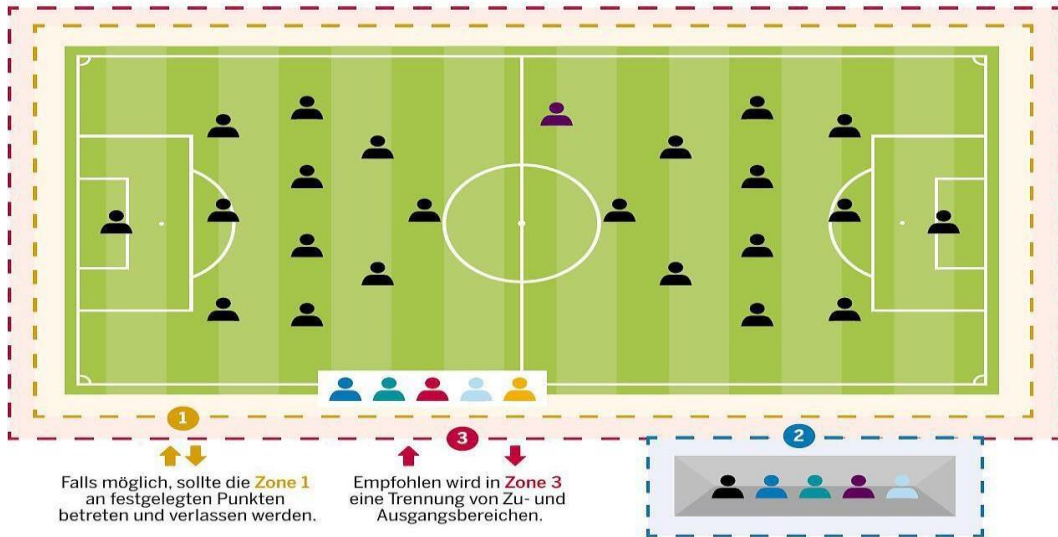 1
3
2
Falls möglich, sollte die Zone 1
an festgelegten Punkten
betreten und verlassen werden.
Empfohlen wird in Zone 3
eine Trennung von Zu- und
Ausgangsbereichen.